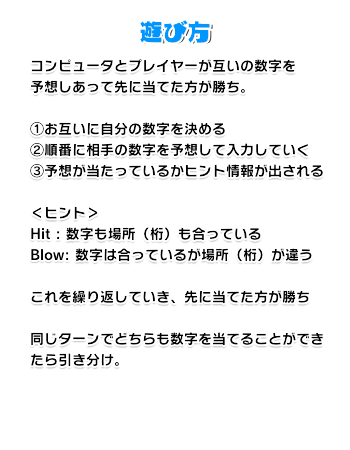 遊び方
コンピュータとプレイヤーが互いの数字を
予想しあって先に当てた方が勝ち。
①お互いに自分の数字を決める
②順番に相手の数字を予想して入力していく
③予想が当たっているかヒント情報が出される
＜ヒント＞
Hit : 数字も場所（桁）も合っている
Blow: 数字は合っているが場所（桁）が違う
これを繰り返していき、先に当てた方が勝ち
同じターンでどちらも数字を当てることができ
たら引き分け。